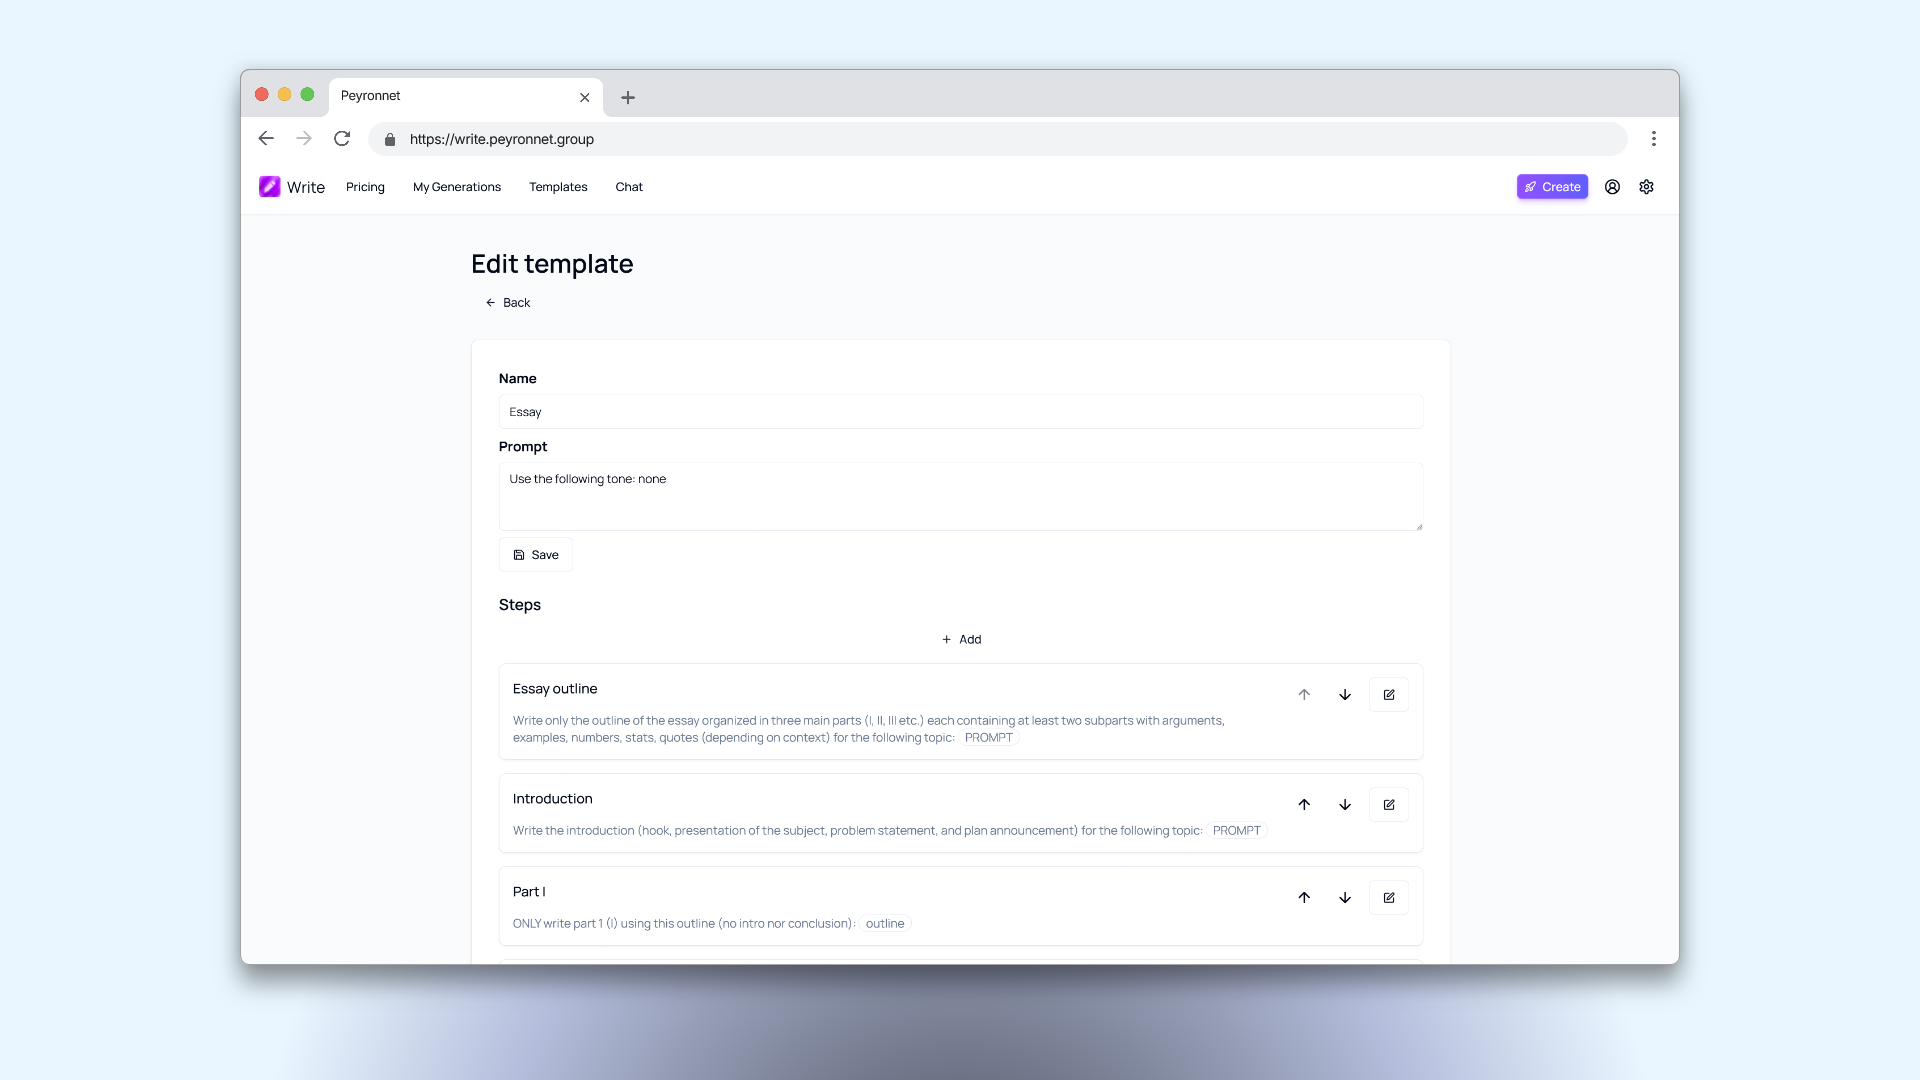 Peyronnet
https://write.peyronnet.group
Write Pricing My Generations Templates Chat Create
Edit template
Back
Name
Essay
Prompt
Use the following tone: none
Save
Steps
Add
Essay outline
Write only the outline of the essay organized in three main parts (I, II, III etc.) each containing at least two subparts with arguments,
examples, numbers, stats, quotes (depending on context) for the following topic: PROMPT
Introduction
Write the introduction (hook, presentation of the subject, problem statement, and plan announcement) for the following topic: PROMPT
Part I
ONLY write part 1 (I) using this outline (no intro nor conclusion): outline